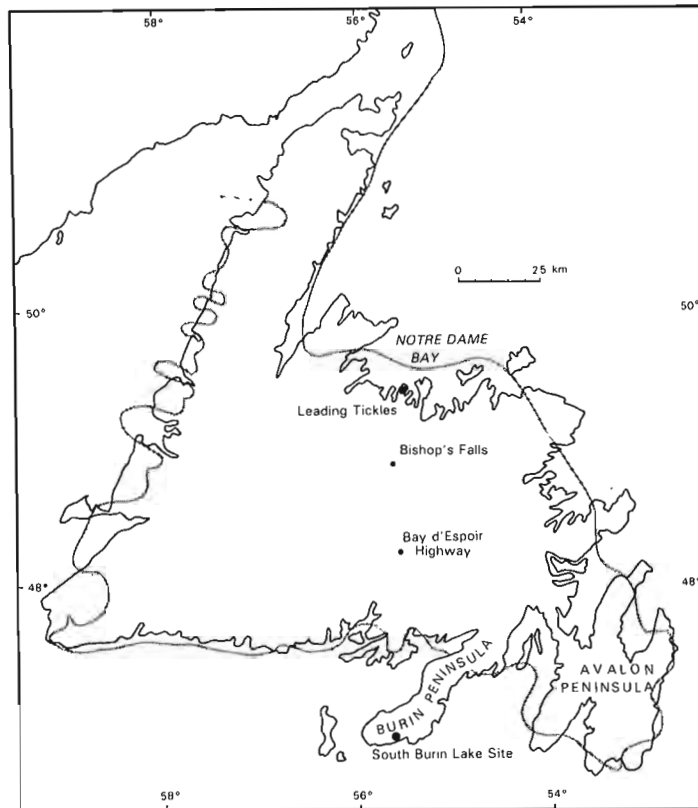 58°
56°
54°
50°
50°
0 25 km
NOTRE DAME
BAY
Leading Tickles
Bishop's Falls
Bay d'Espoir
Highway
48°
48°
AVALON
PENINSULA
BURIN PENINSULA
South Burin Lake Site
58°
56°
54°